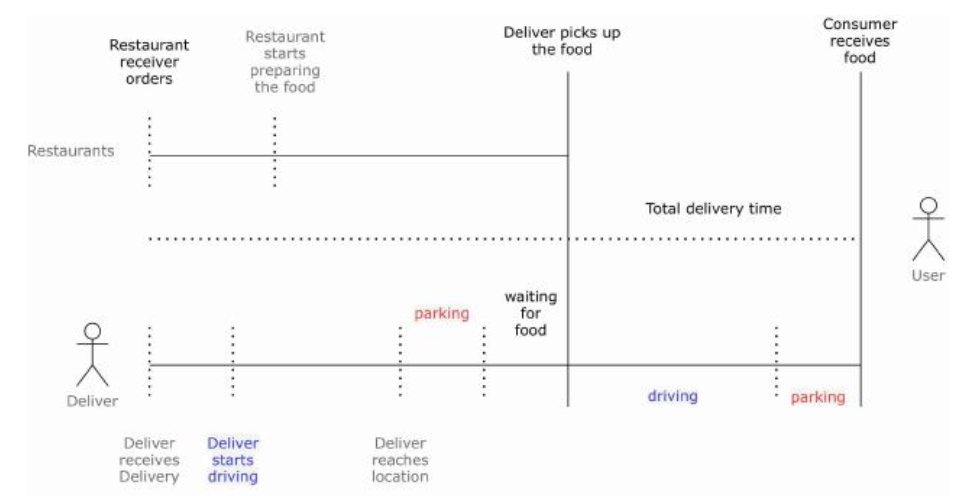 Restaurant
receiver
orders
Restaurant
starts
preparing
the food
Deliver picks up
the food
Consumer
receives
food
Restaurants
Total delivery time
User
parking
waiting
for
food
Deliver
driving
parking
Deliver
receives
Delivery
Deliver
starts
driving
Deliver
reaches
location